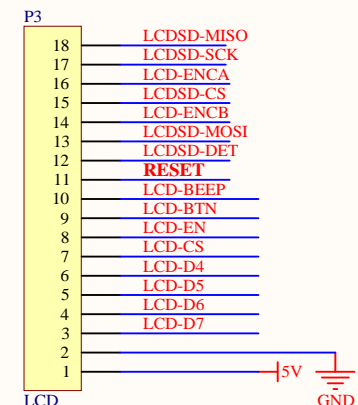 P3
18 LCDSD-MISO
17 LCDSD-SCK
16 LCD-ENCA
15 LCDSD-CS
14 LCD-ENCB
13 LCDSD-MOSI
12 LCDSD-DET
11 RESET
10 LCD-BEEP
9 LCD-BTN
8 LCD-EN
7 LCD-CS
6 LCD-D4
5 LCD-D5
4 LCD-D6
3 LCD-D7
2
1 5V
LCD GND